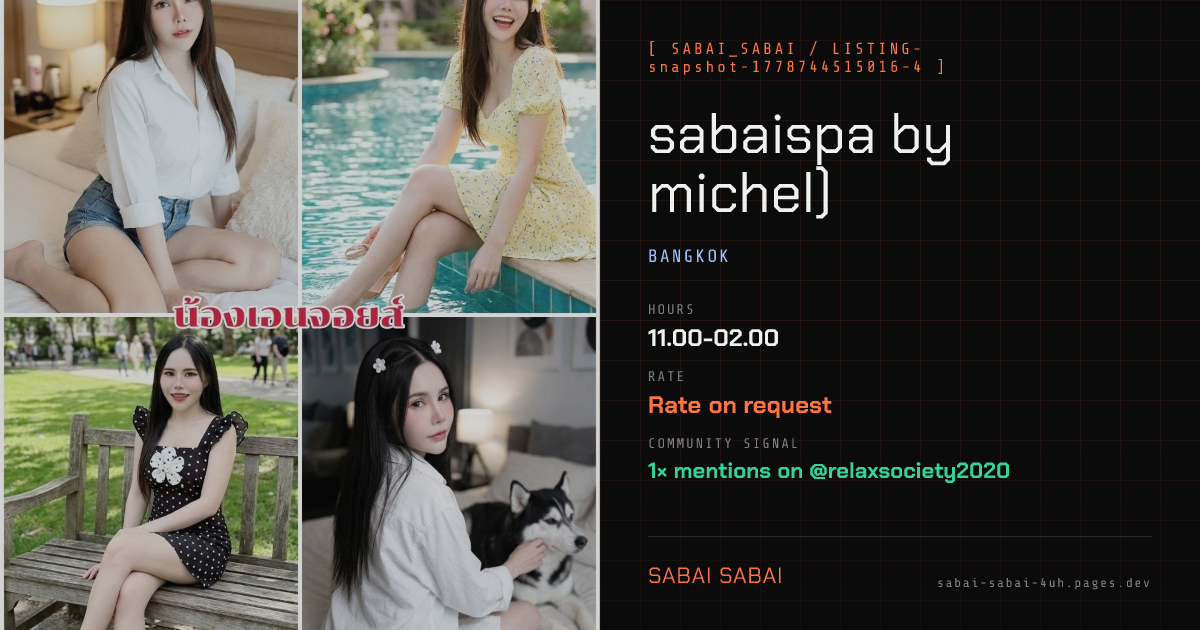 น้องเอนจอยส์
[ SABAI_SABAI / LISTING-
snapshot-1778744515016-4 ]
sabaispa by
michel)
BANGKOK
HOURS
11.00-02.00
RATE
Rate on request
COMMUNITY SIGNAL
1× mentions on @relaxsociety2020
SABAI SABAI
sabai-sabai-4uh.pages.dev